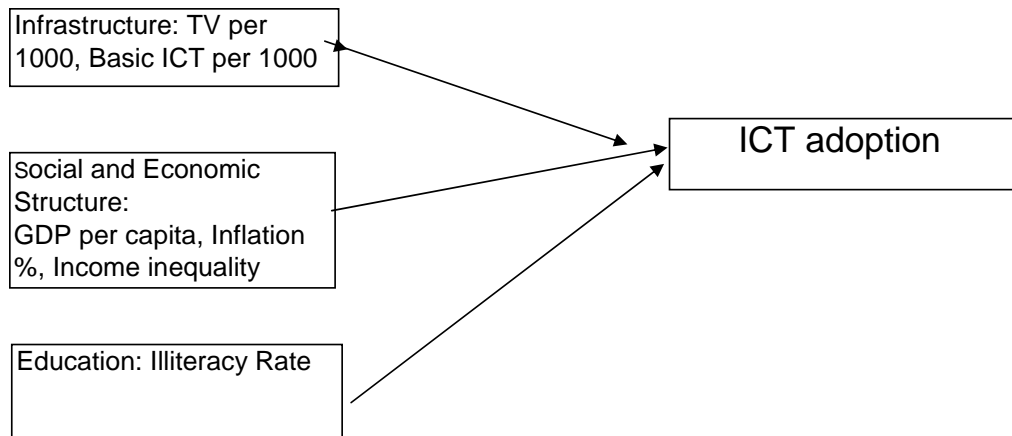 Infrastructure: TV per
1000, Basic ICT per 1000
ICT adoption
Social and Economic
Structure:
GDP per capita, Inflation
%, Income inequality
Education: Illiteracy Rate